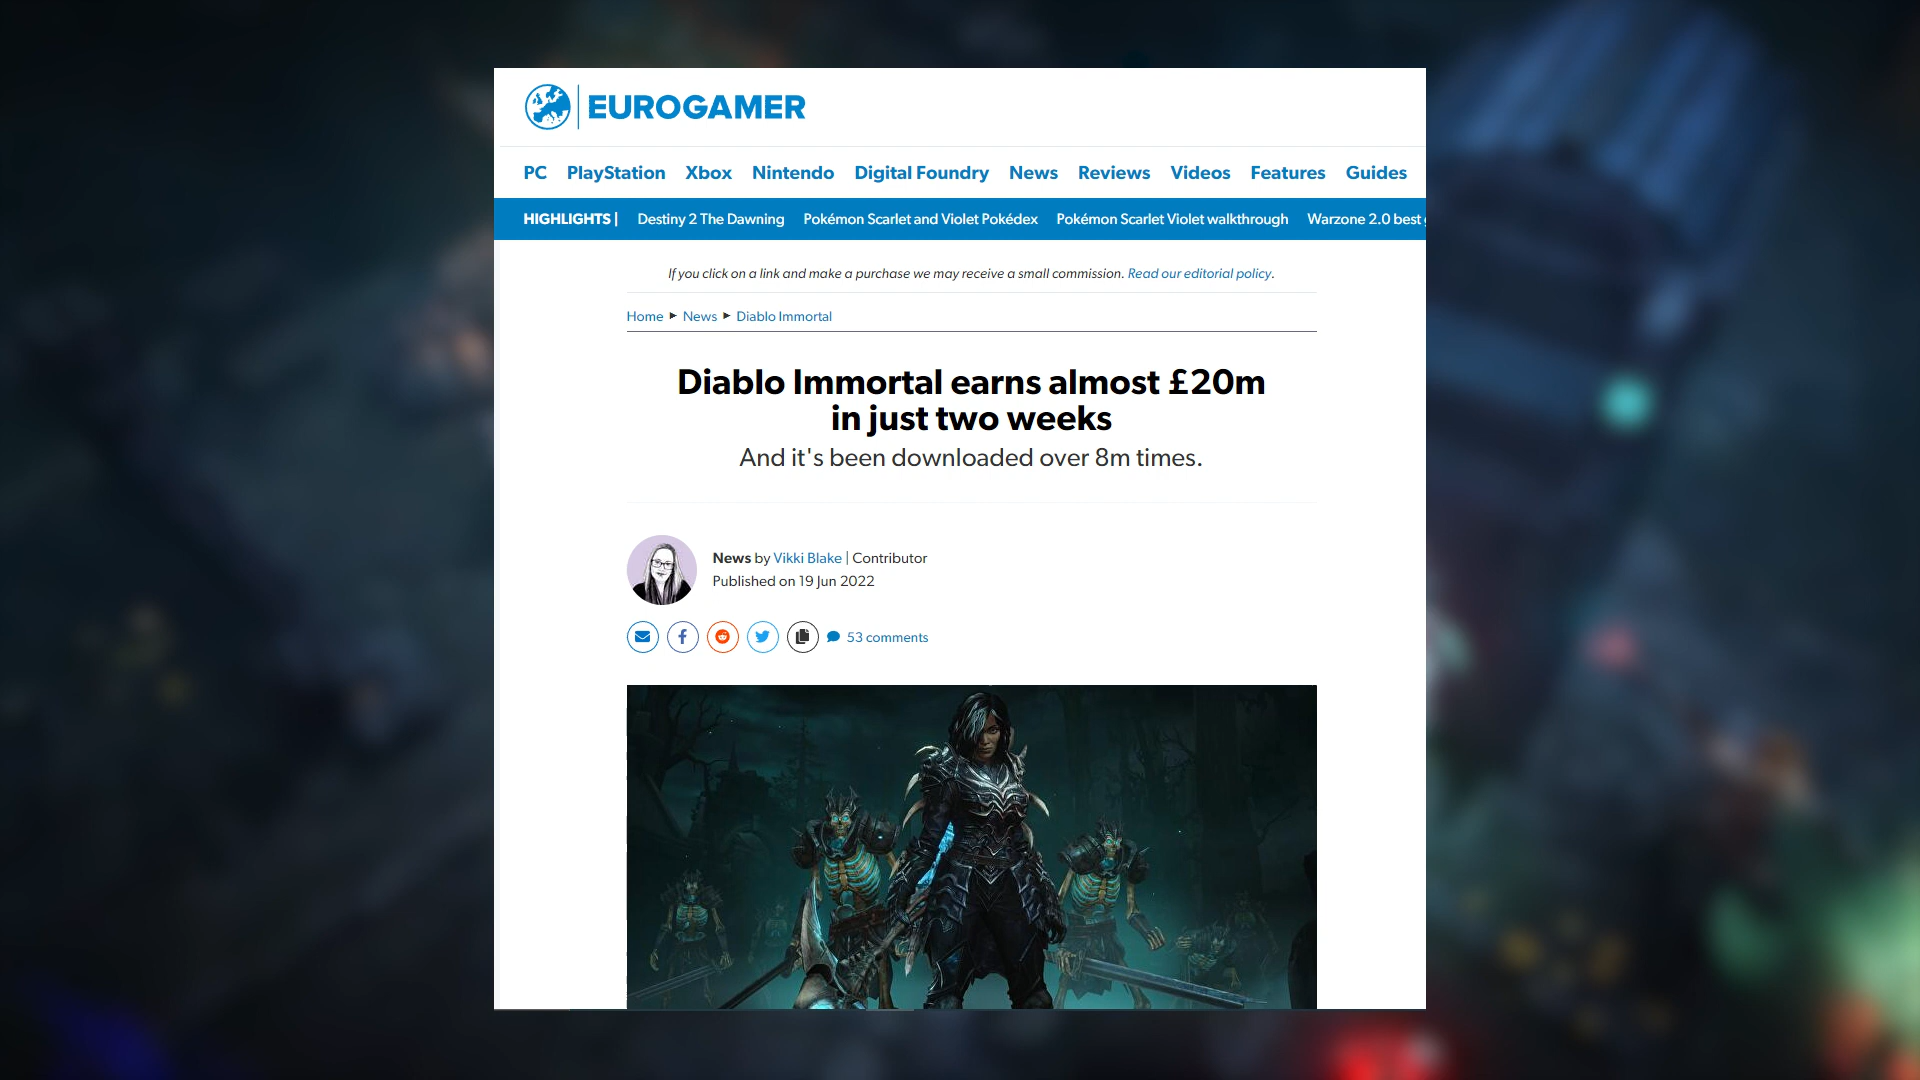 EUROGAMER
PC PlayStation Xbox Nintendo Digital Foundry News Reviews Videos Features Guides
HIGHLIGHTS | Destiny 2 The Dawning Pokémon Scarlet and Violet Pokédex Pokémon Scarlet Violet walkthrough Warzone 2.0 best
If you click on a link and make a purchase we may receive a small commission. Read our editorial policy.
Home ► News ► Diablo Immortal
Diablo Immortal earns almost £20m
in just two weeks
And it's been downloaded over 8m times.
News by Vikki Blake | Contributor
Published on 19 Jun 2022
53 comments